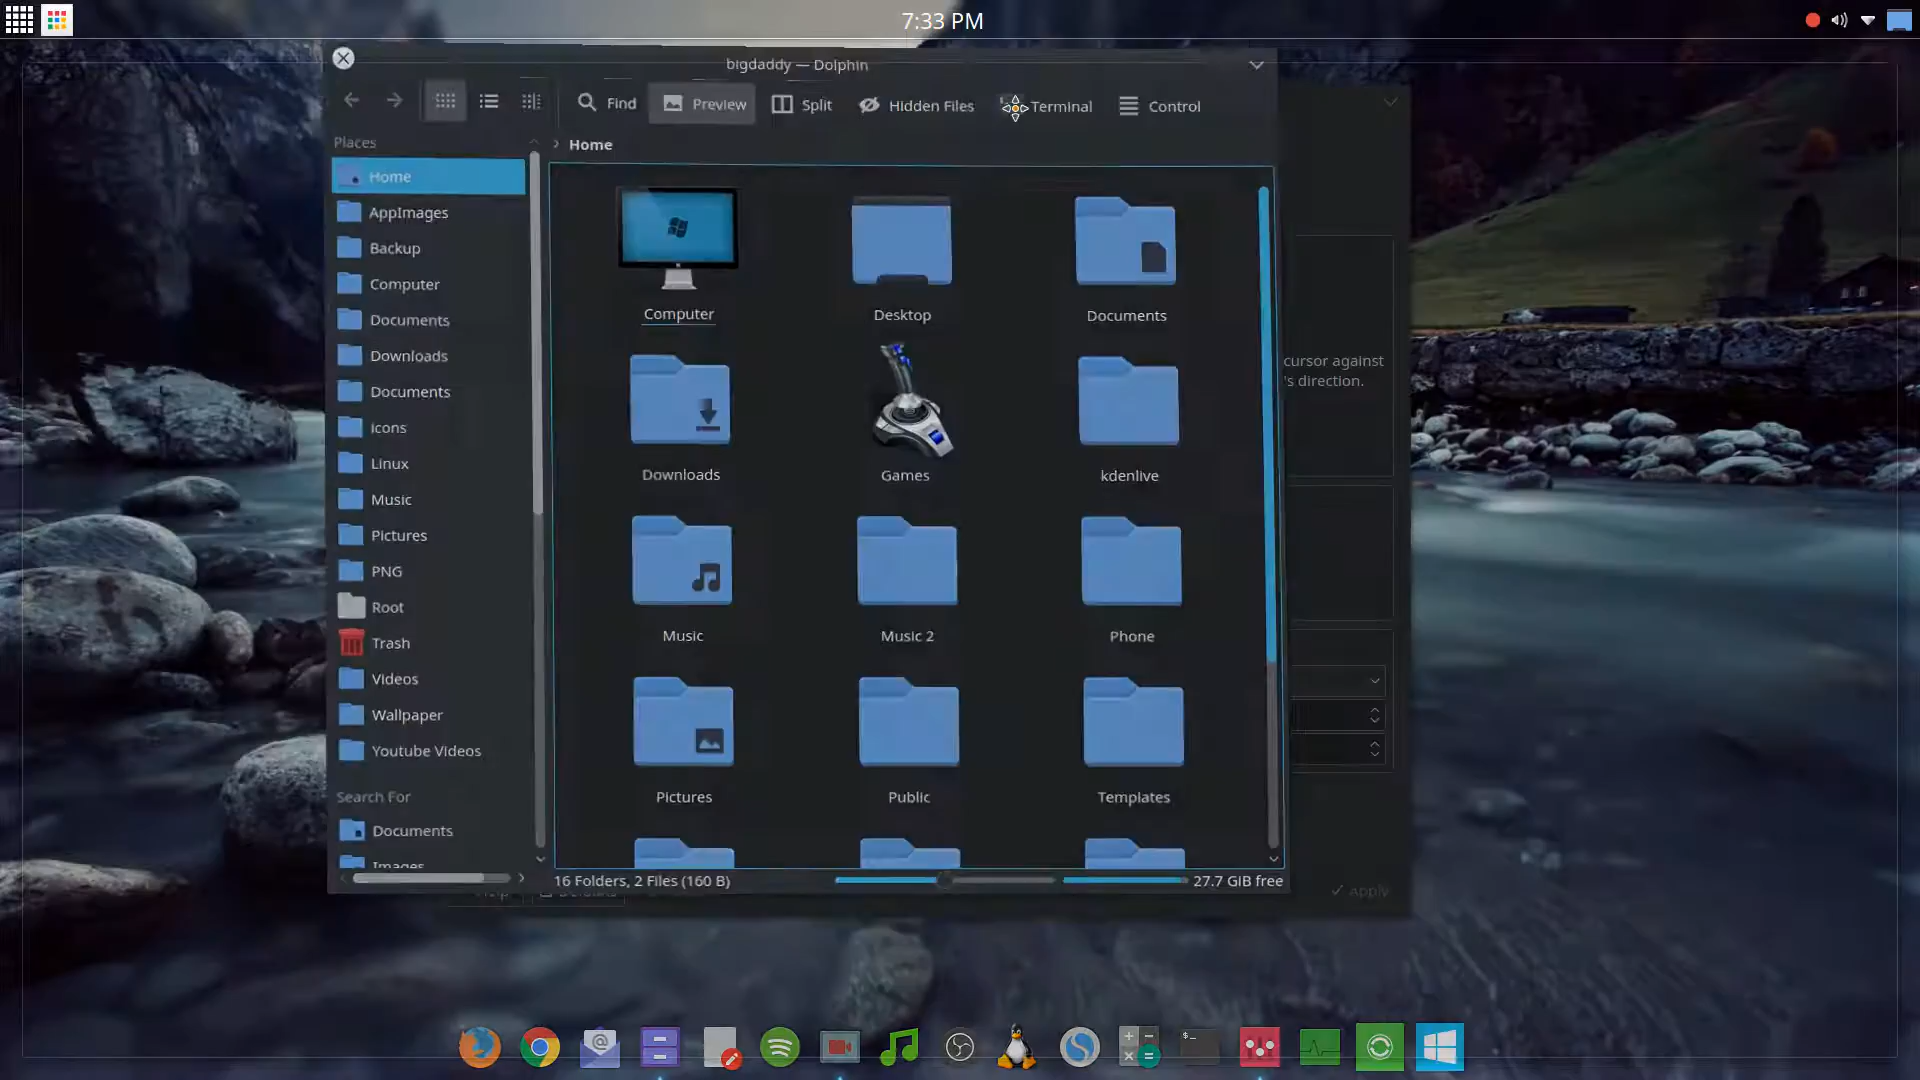 7:33 PM
bigdaddy — Dolphin
Find
Preview
Split
Hidden Files
Terminal
Control
Places
Home
Home
AppImages
Backup
Computer
Documents
Downloads
Documents
icons
Linux
Music
Pictures
PNG
Root
Trash
Videos
Wallpaper
Youtube Videos
Search For
Documents
Images
Computer
Desktop
Documents
Downloads
Games
kdenlive
Music
Music 2
Phone
Pictures
Public
Templates
16 Folders, 2 Files (160 B)
27.7 GiB free
cursor against
's direction.
Apply